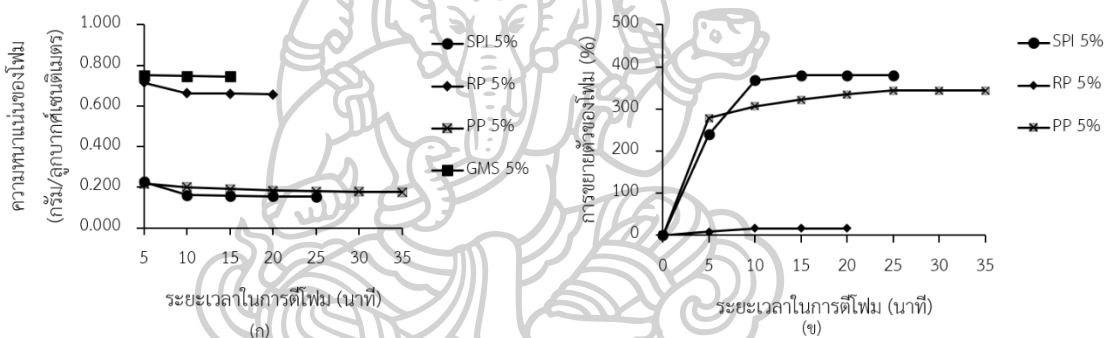 1.000
0.800
0.600
0.400
0.200
0.000
5 10 15 20 25 30 35
ความหนาแน่นของโฟม
(กรัม/ลูกบาศก์เซนติเมตร)
ระยะเวลาในการตีโฟม (นาที)
(ก)
SPI 5%
RP 5%
PP 5%
GMS 5%
500
400
300
200
100
0
0 5 10 15 20 25 30 35
การขยายตัวของโฟม (%)
ระยะเวลาในการตีโฟม (นาที)
(ข)
SPI 5%
RP 5%
PP 5%